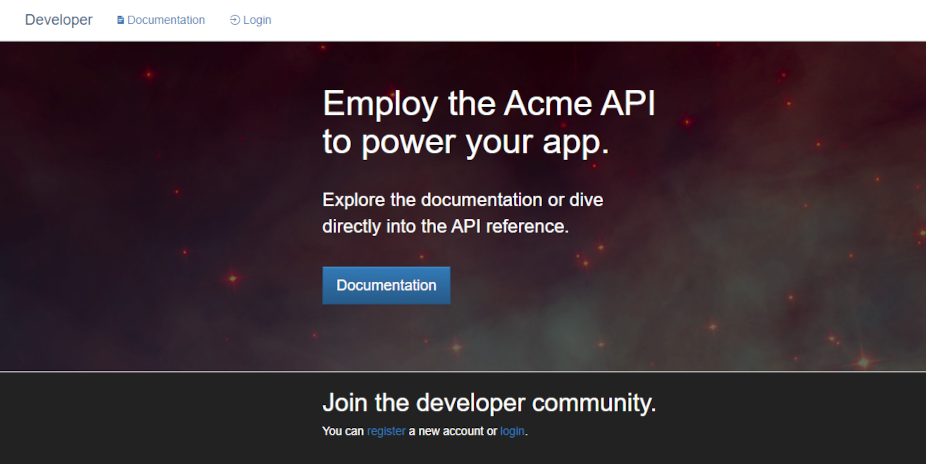 Developer Documentation Login
Employ the Acme API
to power your app.
Explore the documentation or dive
directly into the API reference.
Documentation
Join the developer community.
You can register a new account or login.